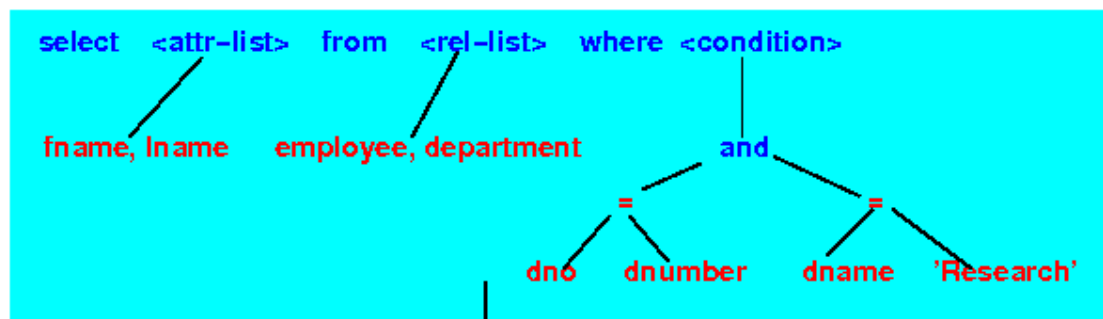 select <attr-list> from <rel-list> where <condition>
fname, lname employee, department and
= =
dno dnumber dname 'Research'